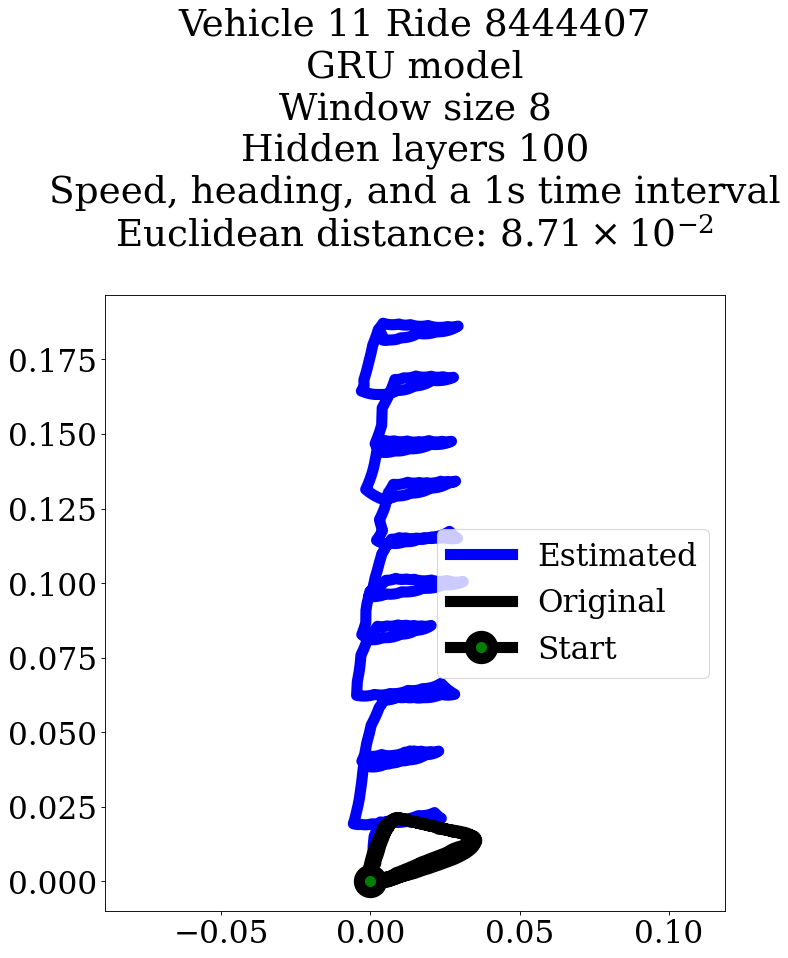 Vehicle 11 Ride 8444407
GRU model
Window size 8
Hidden layers 100
Speed, heading, and a 1s time interval
Euclidean distance: 8.71 × 10⁻²
0.175
0.150
0.125
0.100
0.075
0.050
0.025
0.000
Estimated
Original
Start
−0.05
0.00
0.05
0.10